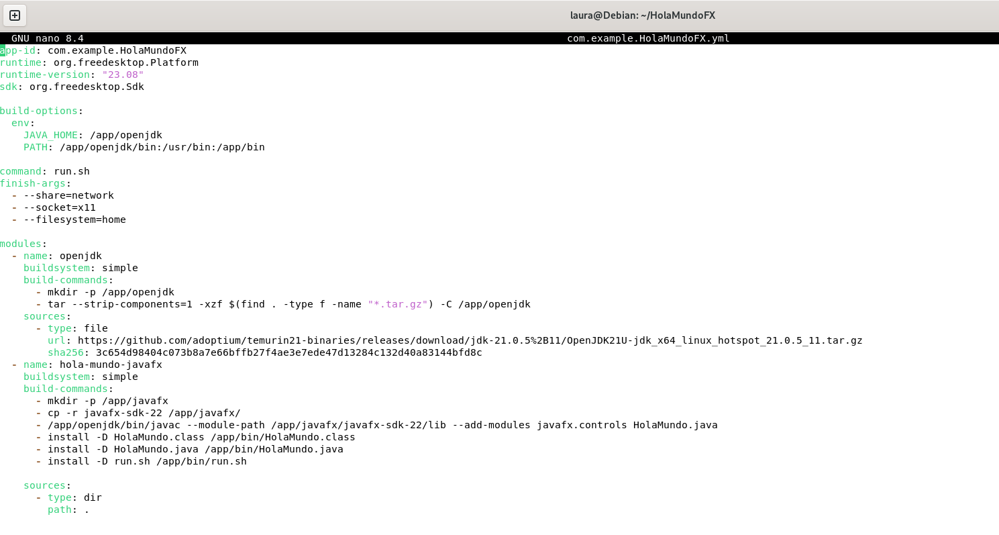 laura@Debian: ~/HolaMundoFX
GNU nano 8.4 com.example.HolaMundoFX.yml
app-id: com.example.HolaMundoFX
runtime: org.freedesktop.Platform
runtime-version: "23.08"
sdk: org.freedesktop.Sdk

build-options:
  env:
    JAVA_HOME: /app/openjdk
    PATH: /app/openjdk/bin:/usr/bin:/app/bin

command: run.sh
finish-args:
  - --share=network
  - --socket=x11
  - --filesystem=home

modules:
  - name: openjdk
    buildsystem: simple
    build-commands:
      - mkdir -p /app/openjdk
      - tar --strip-components=1 -xzf $(find . -type f -name "*.tar.gz") -C /app/openjdk
    sources:
      - type: file
        url: https://github.com/adoptium/temurin21-binaries/releases/download/jdk-21.0.5%2B11/OpenJDK21U-jdk_x64_linux_hotspot_21.0.5_11.tar.gz
        sha256: 3c654d98404c073b8a7e66bffb27f4ae3e7ede47d13284c132d40a83144bfd8c
  - name: hola-mundo-javafx
    buildsystem: simple
    build-commands:
      - mkdir -p /app/javafx
      - cp -r javafx-sdk-22 /app/javafx/
      - /app/openjdk/bin/javac --module-path /app/javafx/javafx-sdk-22/lib --add-modules javafx.controls HolaMundo.java
      - install -D HolaMundo.class /app/bin/HolaMundo.class
      - install -D HolaMundo.java /app/bin/HolaMundo.java
      - install -D run.sh /app/bin/run.sh

    sources:
      - type: dir
        path: .